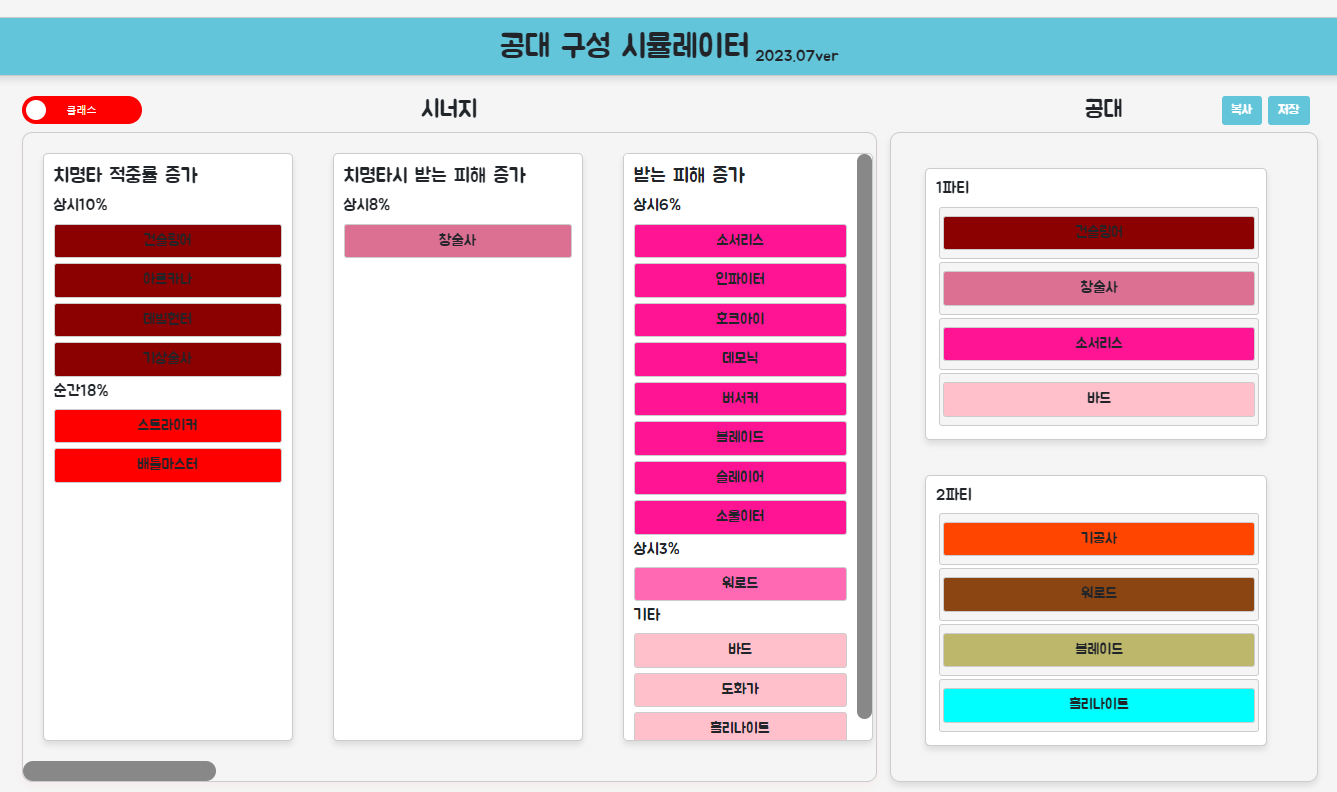 공대 구성 시뮬레이터 2023.07ver
클래스
시너지
공대
복사
저장
치명타 적중률 증가
상시10%
건슬링어
아르카나
데빌헌터
기상술사
순간18%
스트라이커
배틀마스터
치명타시 받는 피해 증가
상시8%
창술사
받는 피해 증가
상시6%
소서리스
인파이터
호크아이
데모닉
버서커
블레이드
슬레이어
소울이터
상시3%
워로드
기타
바드
도화가
홀리나이트
1파티
건슬링어
창술사
소서리스
바드
2파티
기공사
워로드
블레이드
홀리나이트